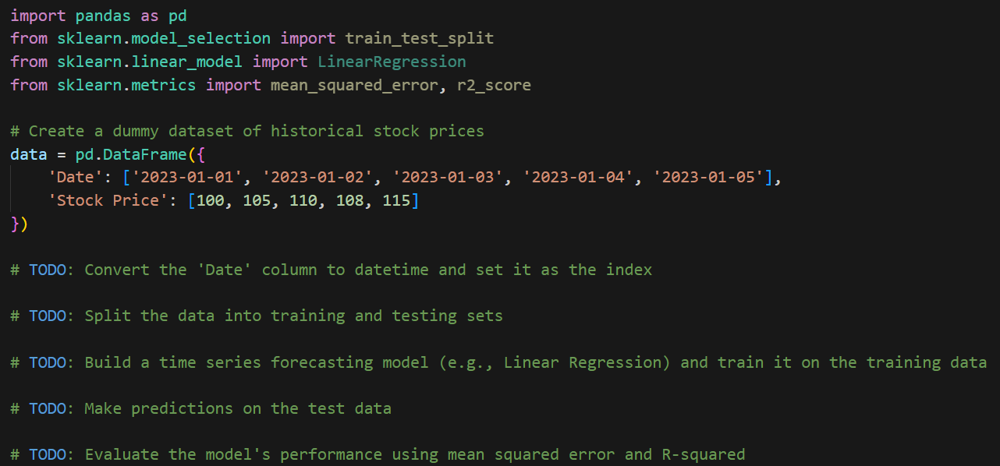 import pandas as pd
from sklearn.model_selection import train_test_split
from sklearn.linear_model import LinearRegression
from sklearn.metrics import mean_squared_error, r2_score
# Create a dummy dataset of historical stock prices
data = pd.DataFrame({
    'Date': ['2023-01-01', '2023-01-02', '2023-01-03', '2023-01-04', '2023-01-05'],
    'Stock Price': [100, 105, 110, 108, 115]
})
# TODO: Convert the 'Date' column to datetime and set it as the index
# TODO: Split the data into training and testing sets
# TODO: Build a time series forecasting model (e.g., Linear Regression) and train it on the training data
# TODO: Make predictions on the test data
# TODO: Evaluate the model's performance using mean squared error and R-squared